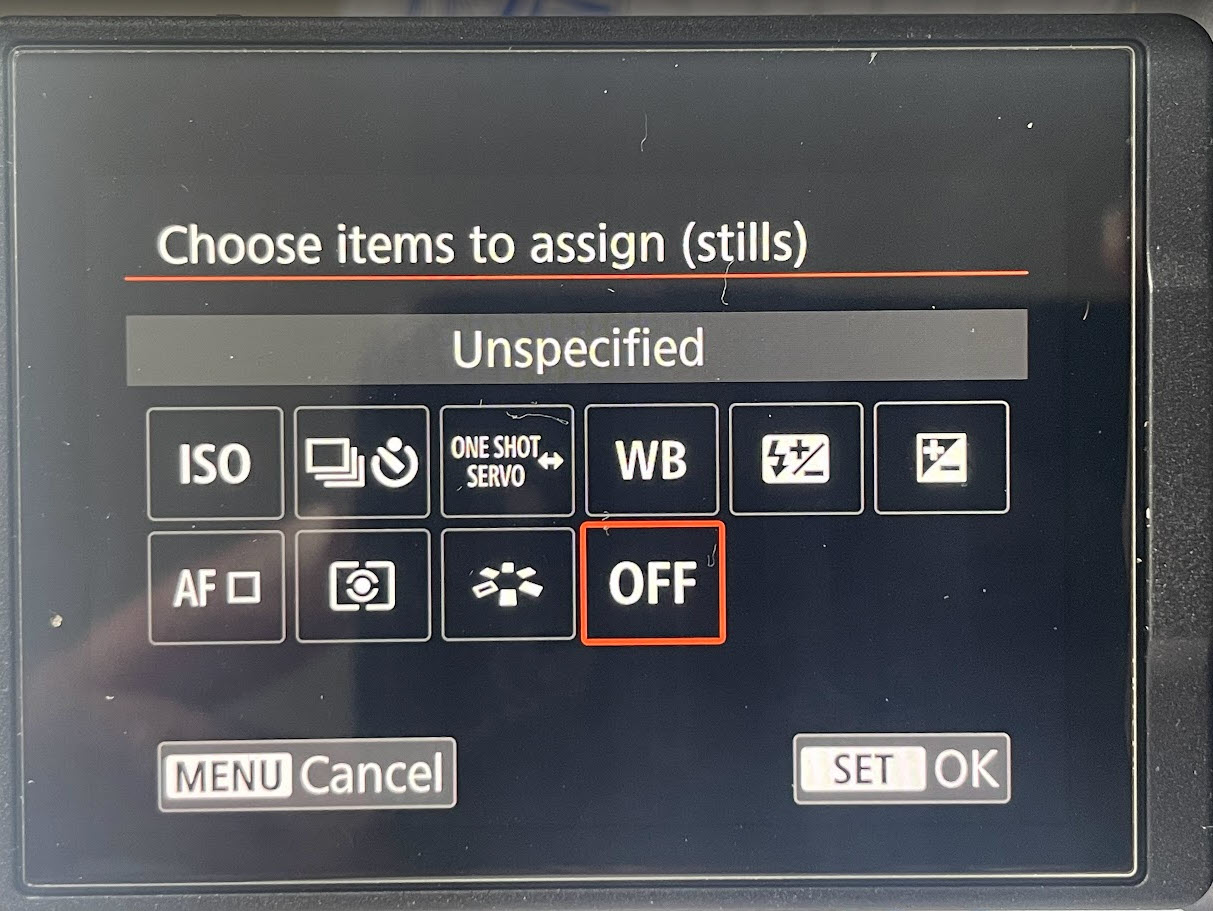 Choose items to assign (stills)
Unspecified
ISO
ONE SHOT
SERVO
WB
AF
OFF
MENU Cancel
SET OK